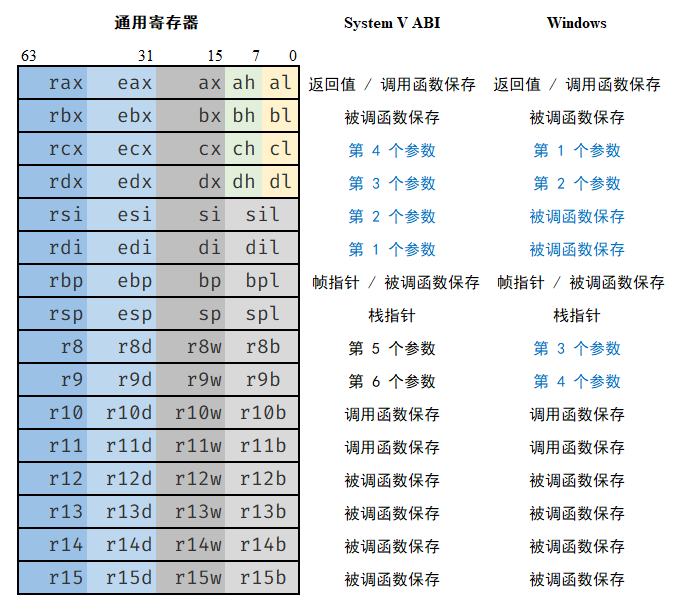 通用寄存器 System V ABI Windows
63 31 15 7 0
rax eax ax ah al 返回值 / 调用函数保存 返回值 / 调用函数保存
rbx ebx bx bh bl 被调函数保存 被调函数保存
rcx ecx cx ch cl 第 4 个参数 第 1 个参数
rdx edx dx dh dl 第 3 个参数 第 2 个参数
rsi esi si sil 第 2 个参数 被调函数保存
rdi edi di dil 第 1 个参数 被调函数保存
rbp ebp bp bpl 帧指针 / 被调函数保存 帧指针 / 被调函数保存
rsp esp sp spl 栈指针 栈指针
r8 r8d r8w r8b 第 5 个参数 第 3 个参数
r9 r9d r9w r9b 第 6 个参数 第 4 个参数
r10 r10d r10w r10b 调用函数保存 调用函数保存
r11 r11d r11w r11b 调用函数保存 调用函数保存
r12 r12d r12w r12b 被调函数保存 被调函数保存
r13 r13d r13w r13b 被调函数保存 被调函数保存
r14 r14d r14w r14b 被调函数保存 被调函数保存
r15 r15d r15w r15b 被调函数保存 被调函数保存